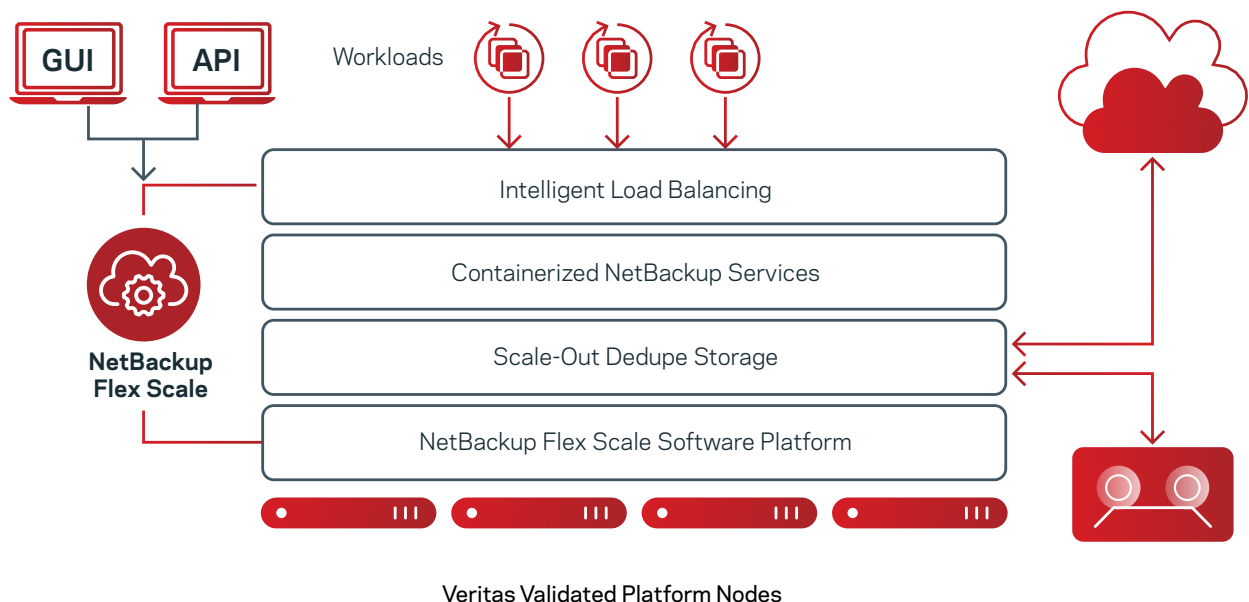 GUI
API
Workloads
Intelligent Load Balancing
Containerized NetBackup Services
Scale-Out Dedupe Storage
NetBackup
Flex Scale
NetBackup Flex Scale Software Platform
Veritas Validated Platform Nodes